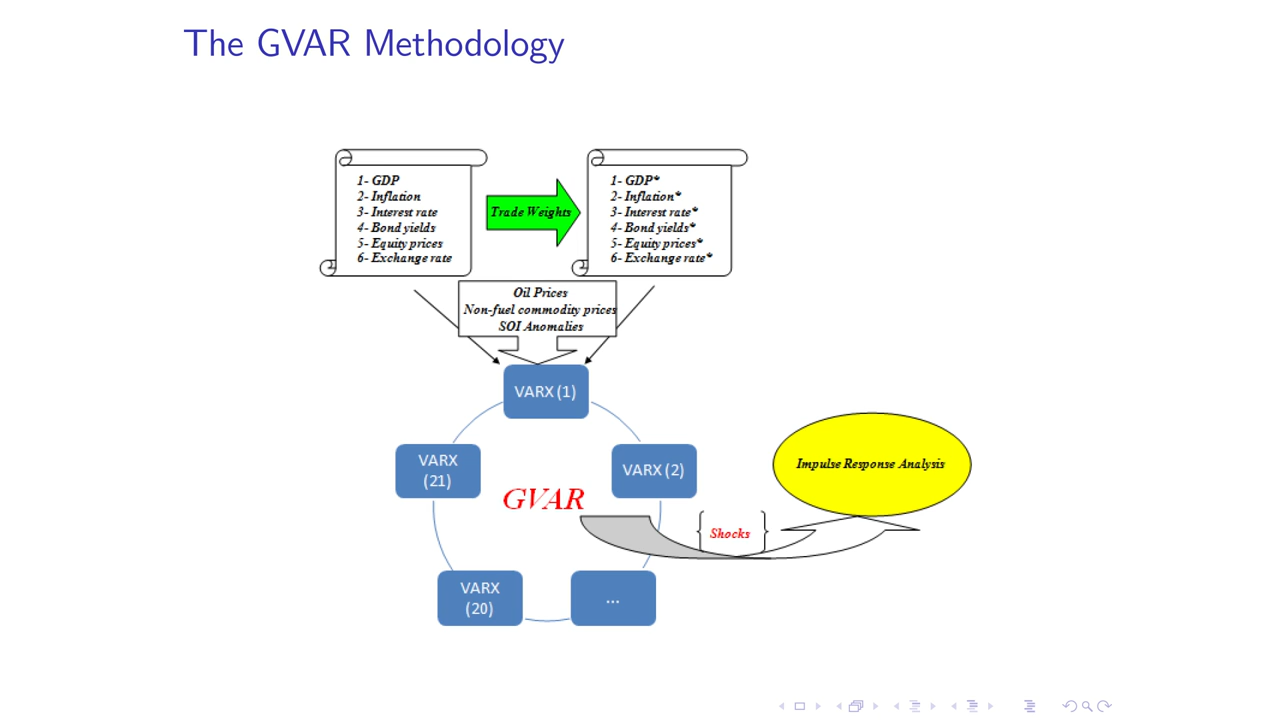 The GVAR Methodology
1- GDP
2- Inflation
3- Interest rate
4- Bond yields
5- Equity prices
6- Exchange rate
Trade Weights
1- GDP*
2- Inflation*
3- Interest rate*
4- Bond yields*
5- Equity prices*
6- Exchange rate*
Oil Prices
Non-fuel commodity prices
SOI Anomalies
VARX (1)
VARX
(21)
VARX (2)
GVAR
Impulse Response Analysis
Shocks
VARX
(20)
...